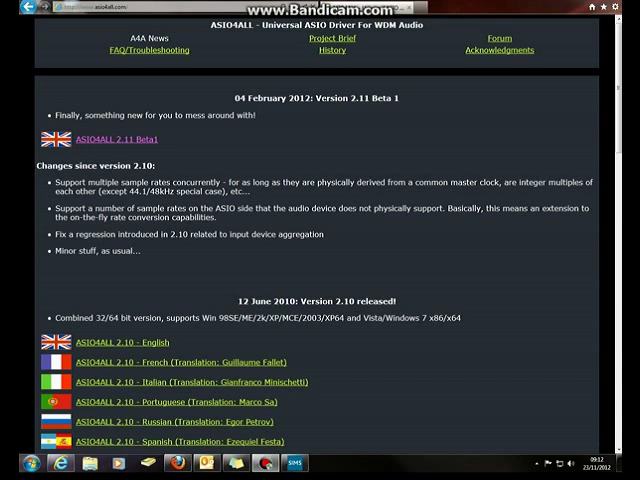 www.Bandicam.com
http://www.asio4all.com/
ASIO4ALL - Universal ASIO Driver For WDM Audio
A4A News Project Brief Forum
FAQ/Troubleshooting History Acknowledgments
04 February 2012: Version 2.11 Beta 1
Finally, something new for you to mess around with!
ASIO4ALL 2.11 Beta1
Changes since version 2.10:
Support multiple sample rates concurrently - for as long as they are physically derived from a common master clock, are integer multiples of
each other (except 44.1/48kHz special case), etc...
Support a number of sample rates on the ASIO side that the audio device does not physically support. Basically, this means an extension to
the on-the-fly rate conversion capabilities.
Fix a regression introduced in 2.10 related to input device aggregation
Minor stuff, as usual...
12 June 2010: Version 2.10 released!
Combined 32/64 bit version, supports Win 98SE/ME/2k/XP/MCE/2003/XP64 and Vista/Windows 7 x86/x64
ASIO4ALL 2.10 - English
ASIO4ALL 2.10 - French (Translation: Guillaume Fallet)
ASIO4ALL 2.10 - Italian (Translation: Gianfranco Minischetti)
ASIO4ALL 2.10 - Portuguese (Translation: Marco Sa)
ASIO4ALL 2.10 - Russian (Translation: Egor Petrov)
ASIO4ALL 2.10 - Spanish (Translation: Ezequiel Festa)
SIMS
09:12
23/11/2012